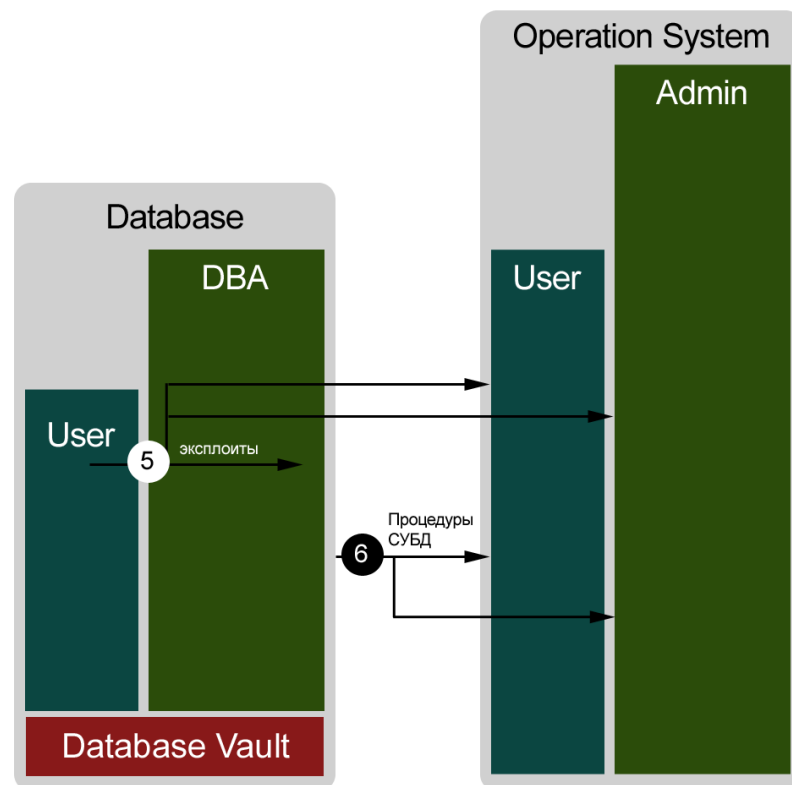 Operation System
Admin
Database
DBA
User
User
5
эксплоиты
Процедуры
СУБД
6
Database Vault